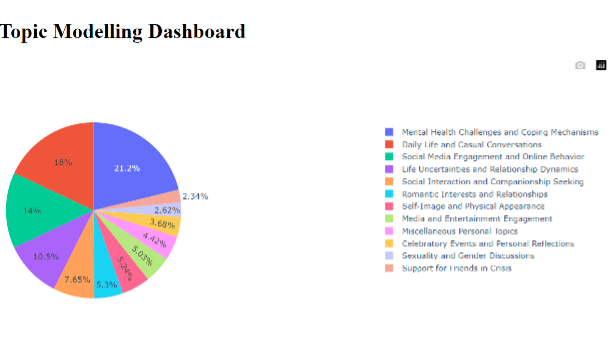 Topic Modelling Dashboard
21.2%
18%
14%
10.5%
7.65%
5.3%
5.24%
5.03%
4.42%
3.68%
2.62%
2.34%
Mental Health Challenges and Coping Mechanisms
Daily Life and Casual Conversations
Social Media Engagement and Online Behavior
Life Uncertainties and Relationship Dynamics
Social Interaction and Companionship Seeking
Romantic Interests and Relationships
Self-Image and Physical Appearance
Media and Entertainment Engagement
Miscellaneous Personal Topics
Celebratory Events and Personal Reflections
Sexuality and Gender Discussions
Support for Friends in Crisis